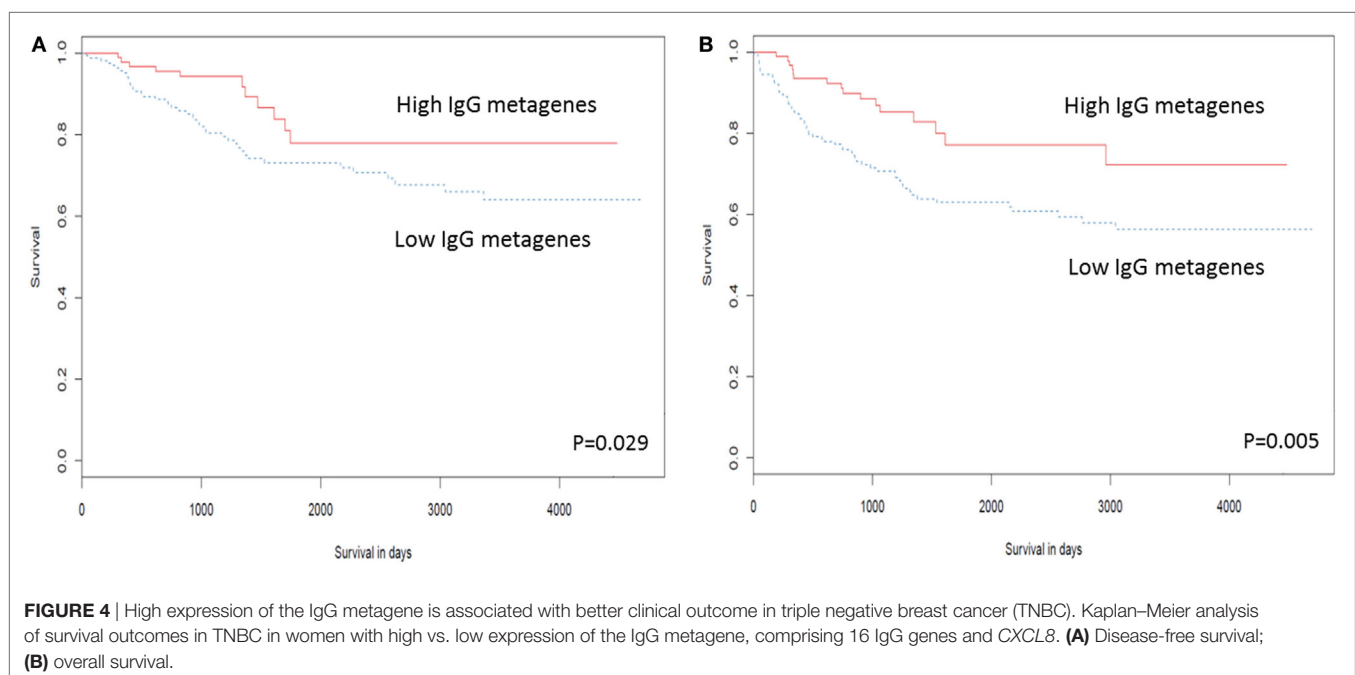 A
1.0
0.8
0.6
0.4
0.2
0.0
Survival
High IgG metagenes
Low IgG metagenes
P=0.029
0 1000 2000 3000 4000
Survival in days
B
1.0
0.8
0.6
0.4
0.2
0.0
Survival
High IgG metagenes
Low IgG metagenes
P=0.005
0 1000 2000 3000 4000
Survival in days
FIGURE 4 | High expression of the IgG metagene is associated with better clinical outcome in triple negative breast cancer (TNBC). Kaplan–Meier analysis
of survival outcomes in TNBC in women with high vs. low expression of the IgG metagene, comprising 16 IgG genes and CXCL8. (A) Disease-free survival;
(B) overall survival.